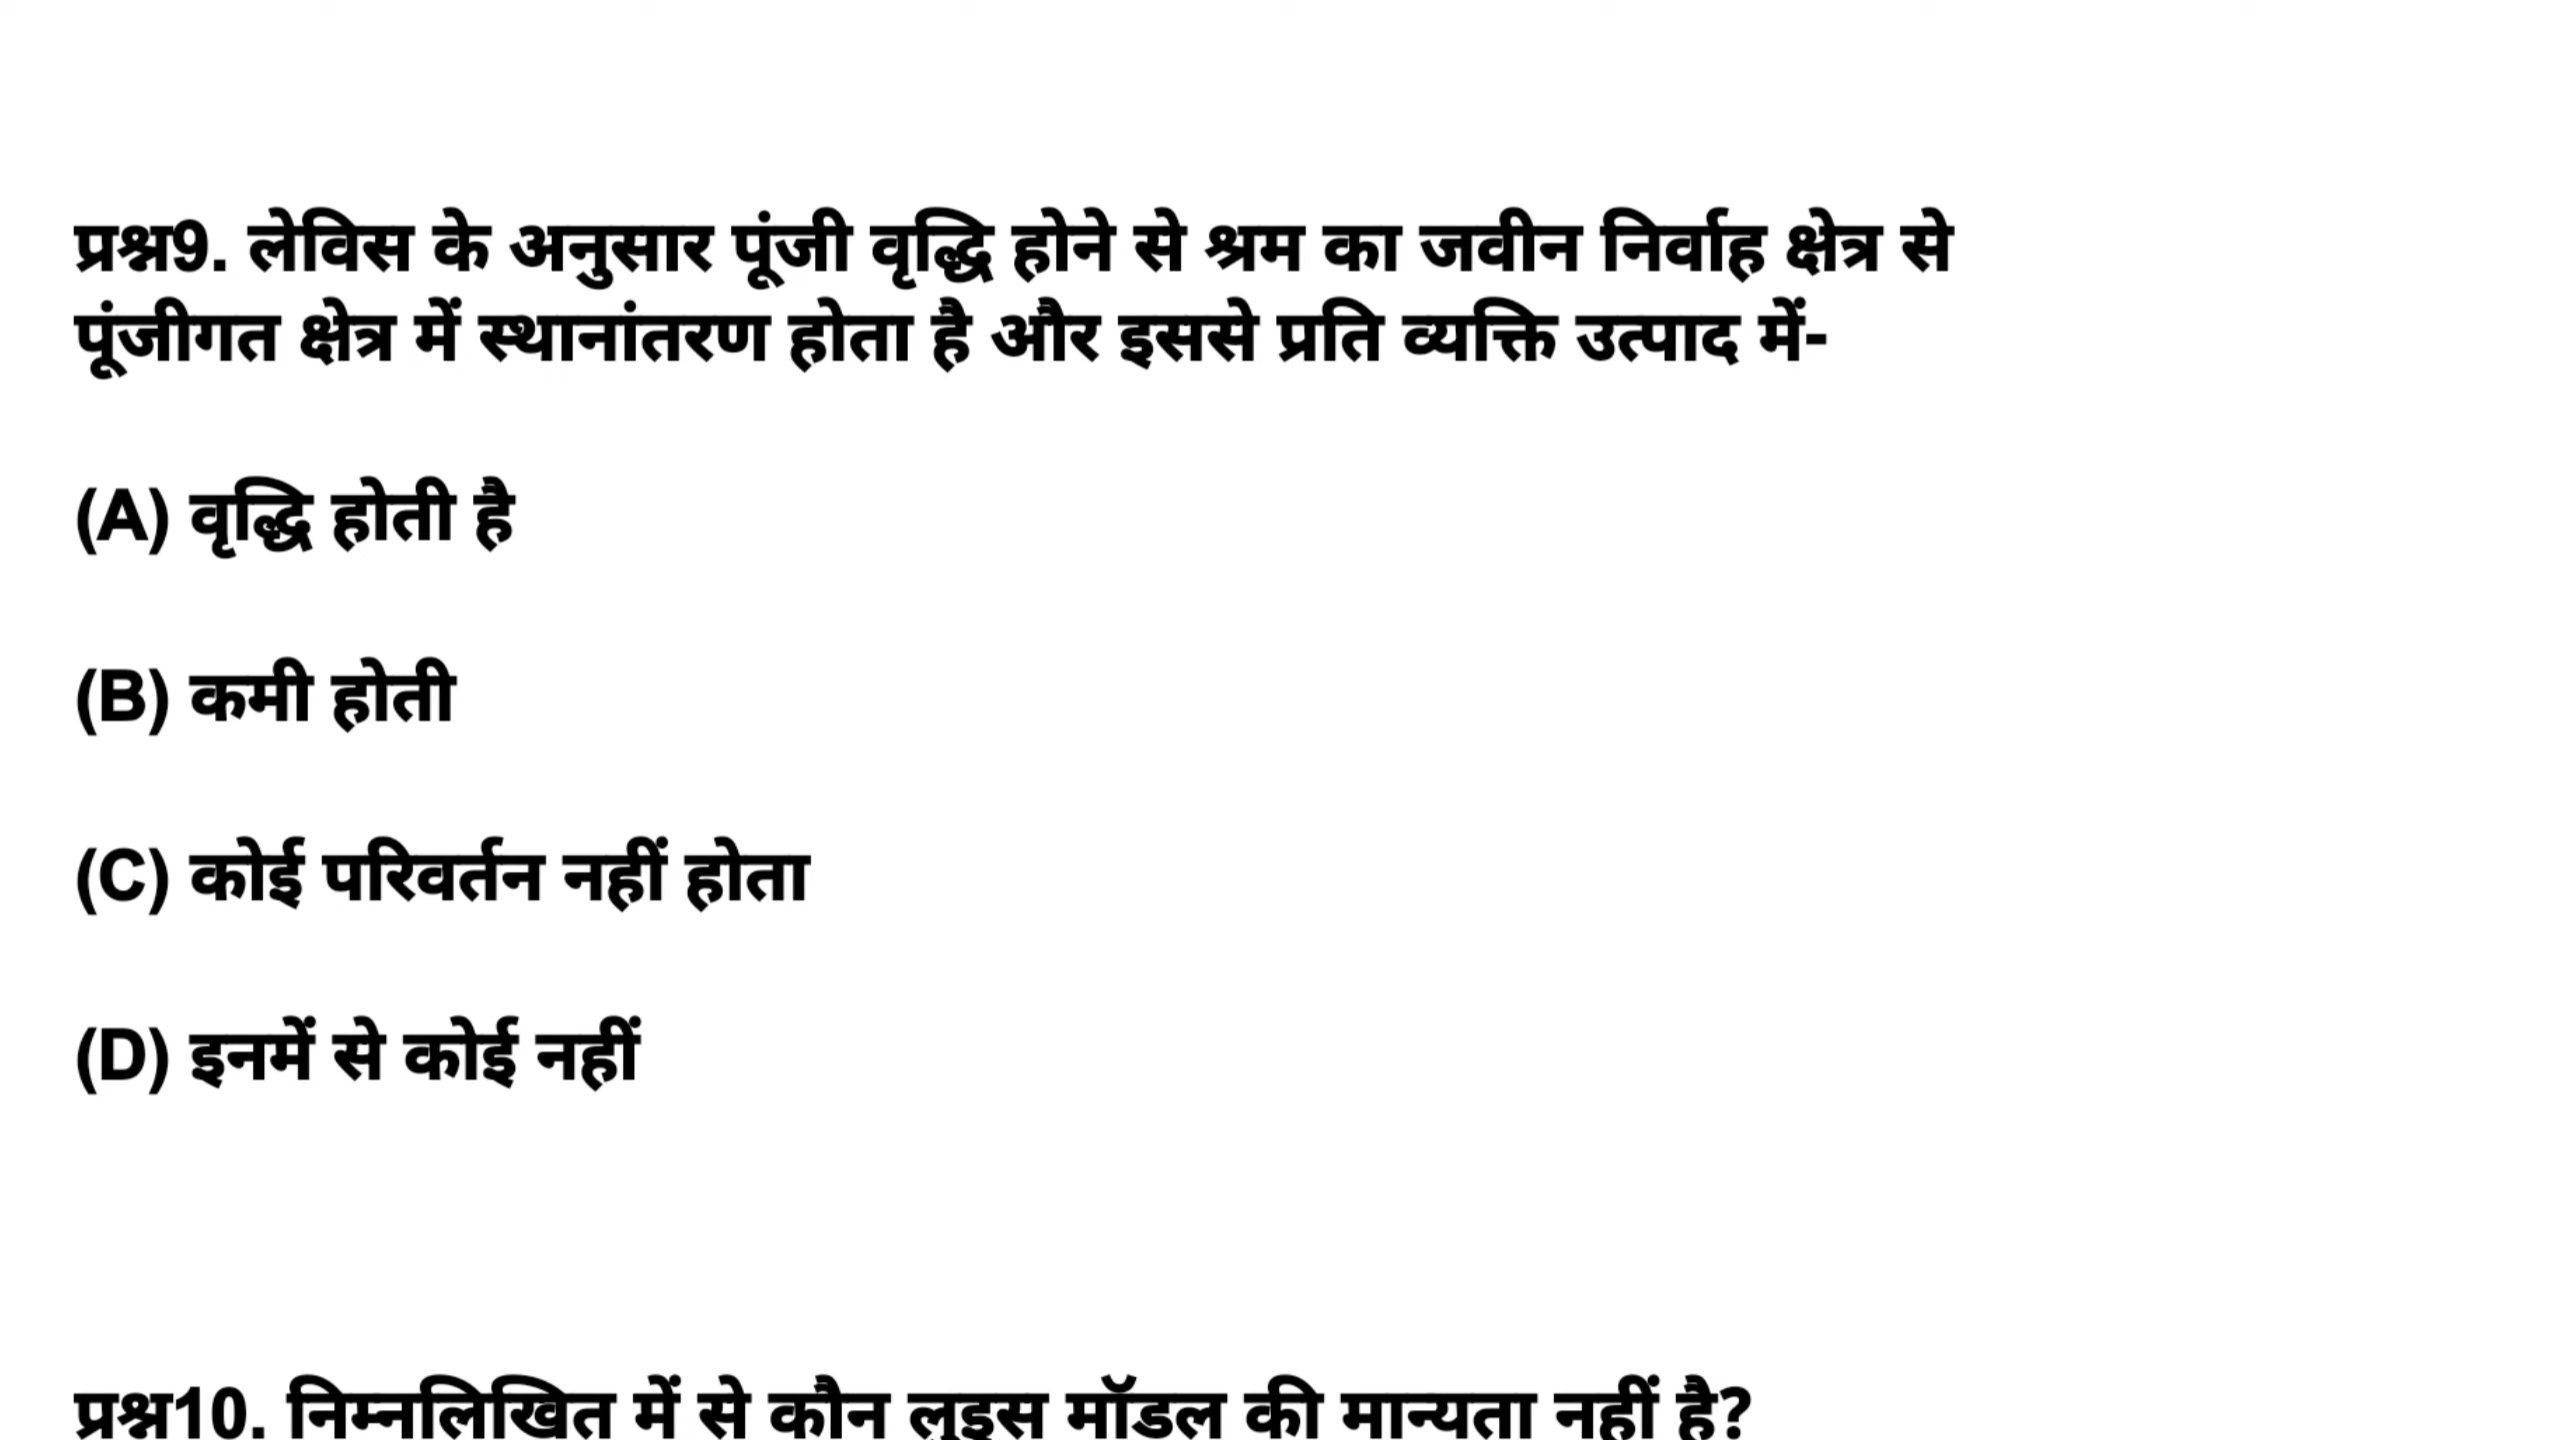 प्रश्न9. लेविस के अनुसार पूंजी वृद्धि होने से श्रम का जवीन निर्वाह क्षेत्र से
पूंजीगत क्षेत्र में स्थानांतरण होता है और इससे प्रति व्यक्ति उत्पाद में-
(A) वृद्धि होती है
(B) कमी होती
(C) कोई परिवर्तन नहीं होता
(D) इनमें से कोई नहीं
प्रश्न10. निम्नलिखित में से कौन लुइस मॉडल की मान्यता नहीं है?